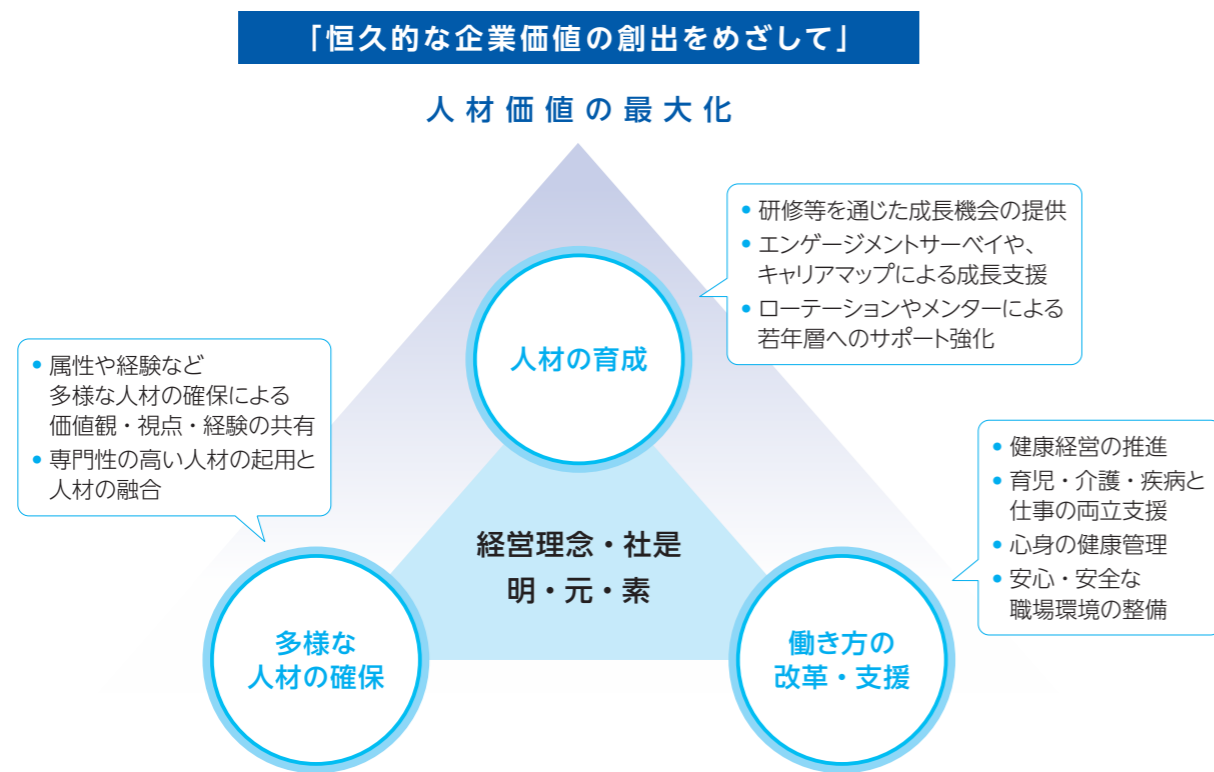 「恒久的な企業価値の創出をめざして」
人材価値の最大化
• 研修等を通じた成長機会の提供
• エンゲージメントサーベイや、
キャリアマップによる成長支援
• ローテーションやメンターによる
若年層へのサポート強化
人材の育成
• 属性や経験など
多様な人材の確保による
価値観・視点・経験の共有
• 専門性の高い人材の起用と
人材の融合
• 健康経営の推進
• 育児・介護・疾病と
仕事の両立支援
• 心身の健康管理
• 安心・安全な
職場環境の整備
経営理念・社是
明・元・素
多様な
人材の確保
働き方の
改革・支援